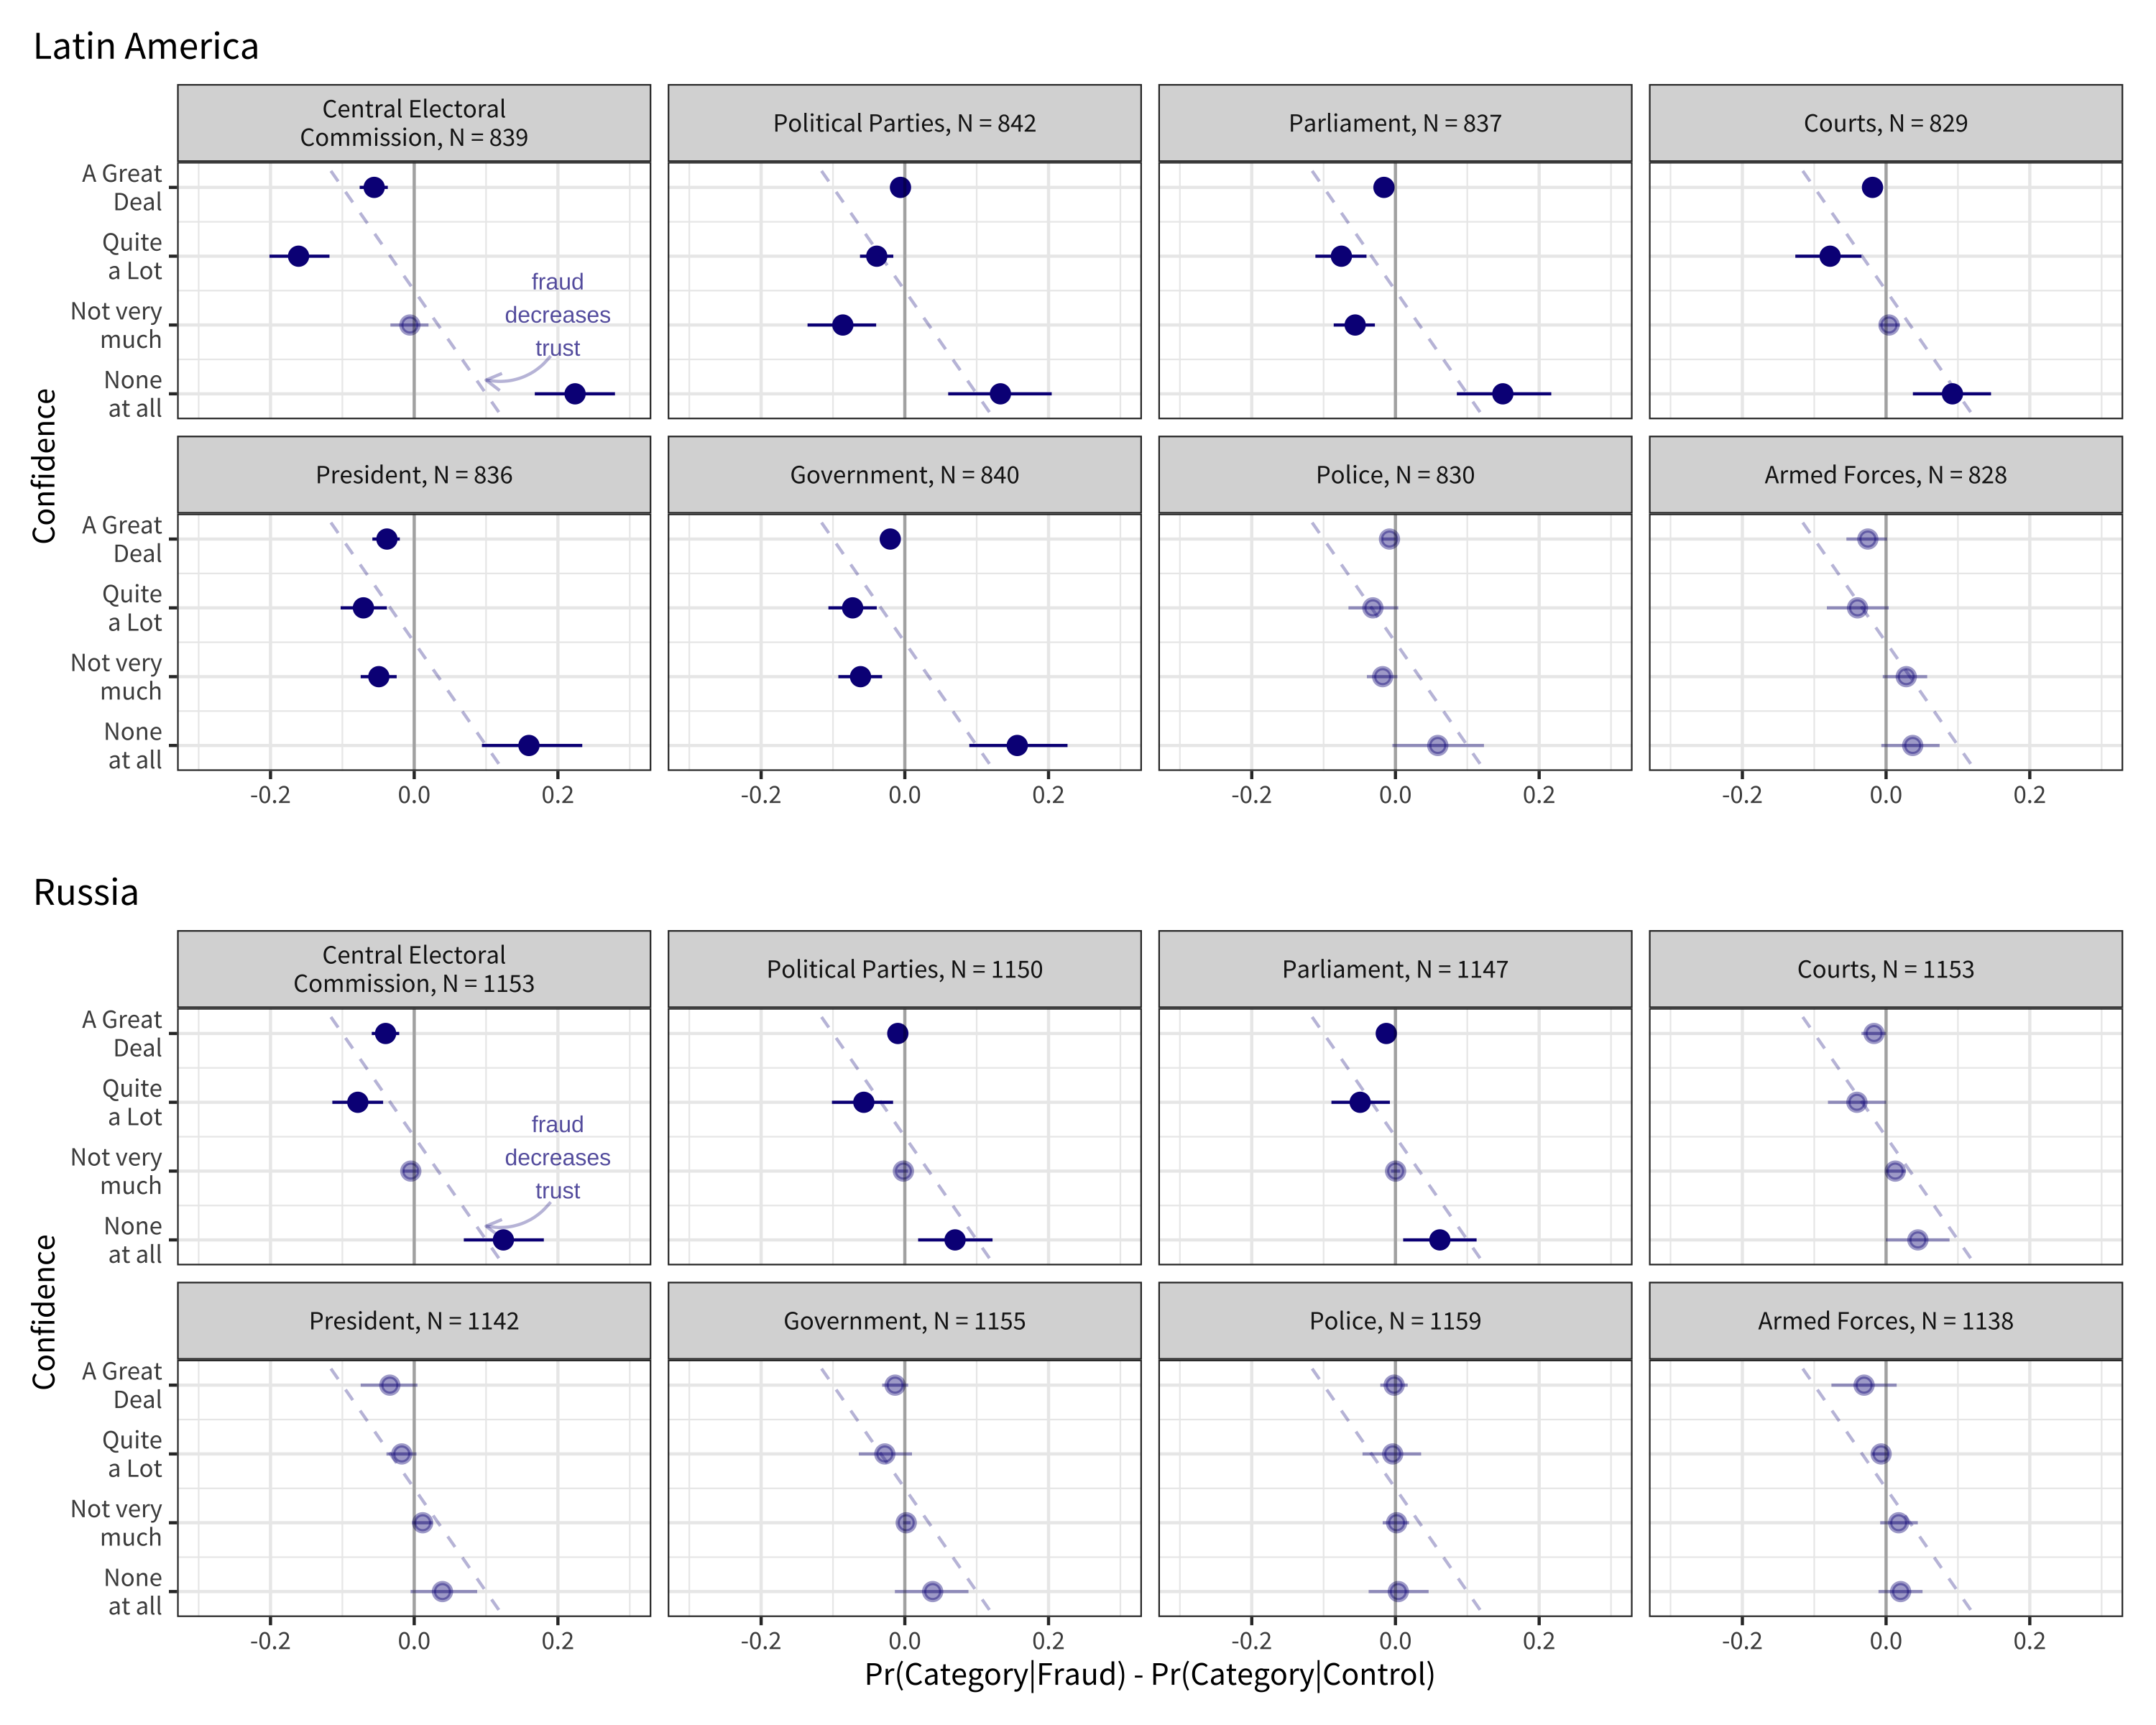 Latin America
Central Electoral
Commission, N = 839
Political Parties, N = 842
Parliament, N = 837
Courts, N = 829
A Great
Deal
Quite
a Lot
Not very
much
None
at all
fraud
decreases
trust
Confidence
President, N = 836
Government, N = 840
Police, N = 830
Armed Forces, N = 828
A Great
Deal
Quite
a Lot
Not very
much
None
at all
-0.2 0.0 0.2
-0.2 0.0 0.2
-0.2 0.0 0.2
-0.2 0.0 0.2
Russia
Central Electoral
Commission, N = 1153
Political Parties, N = 1150
Parliament, N = 1147
Courts, N = 1153
A Great
Deal
Quite
a Lot
Not very
much
None
at all
fraud
decreases
trust
Confidence
President, N = 1142
Government, N = 1155
Police, N = 1159
Armed Forces, N = 1138
A Great
Deal
Quite
a Lot
Not very
much
None
at all
-0.2 0.0 0.2
-0.2 0.0 0.2
-0.2 0.0 0.2
-0.2 0.0 0.2
Pr(Category|Fraud) - Pr(Category|Control)